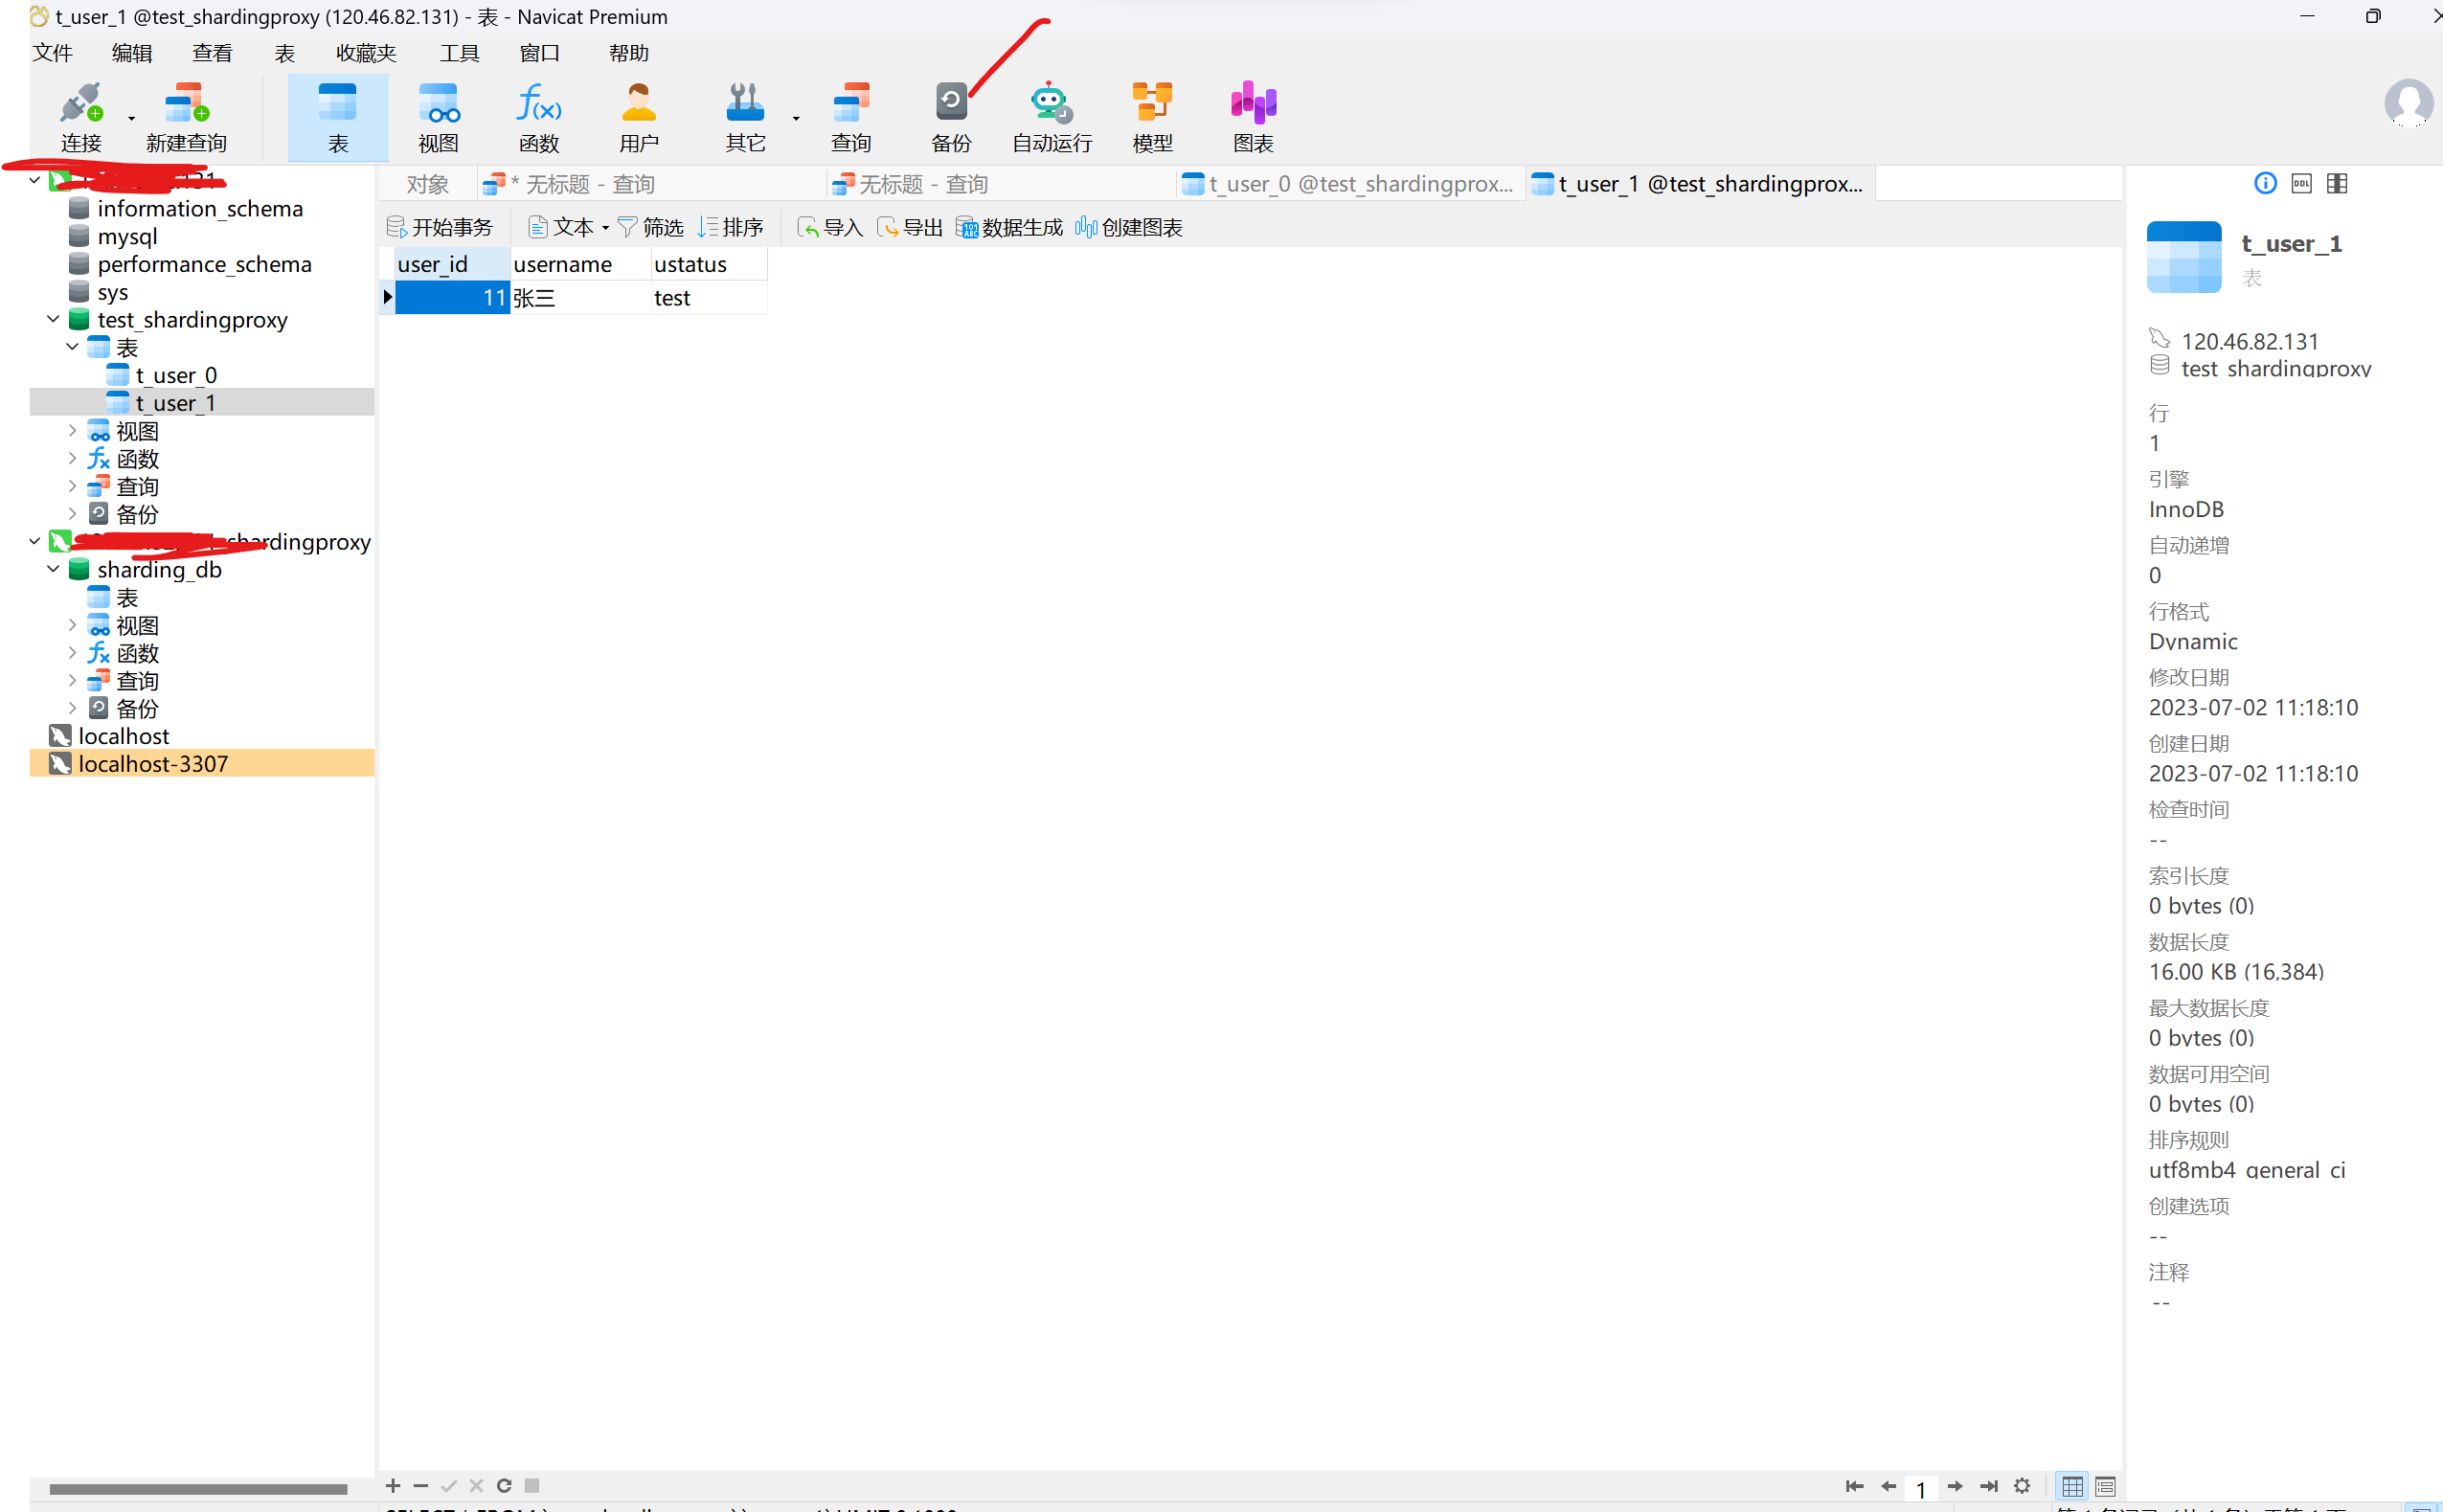 t_user_1 @test_shardingproxy (120.46.82.131) - 表 - Navicat Premium
文件 编辑 查看 表 收藏夹 工具 窗口 帮助
连接 新建查询 表 视图 函数 用户 其它 查询 备份 自动运行 模型 图表
information_schema
mysql
performance_schema
sys
test_shardingproxy
表
t_user_0
t_user_1
视图
函数
查询
备份
shardingproxy
sharding_db
表
视图
函数
查询
备份
localhost
localhost-3307
对象 * 无标题 - 查询 无标题 - 查询 t_user_0 @test_shardingprox... t_user_1 @test_shardingprox...
开始事务 文本 筛选 排序 导入 导出 数据生成 创建图表
user_id username ustatus
11 张三 test
t_user_1
表
120.46.82.131
test_shardingproxy
行
1
引擎
InnoDB
自动递增
0
行格式
Dynamic
修改日期
2023-07-02 11:18:10
创建日期
2023-07-02 11:18:10
检查时间
--
索引长度
0 bytes (0)
数据长度
16.00 KB (16,384)
最大数据长度
0 bytes (0)
数据可用空间
0 bytes (0)
排序规则
utf8mb4_general_ci
创建选项
--
注释
--
1